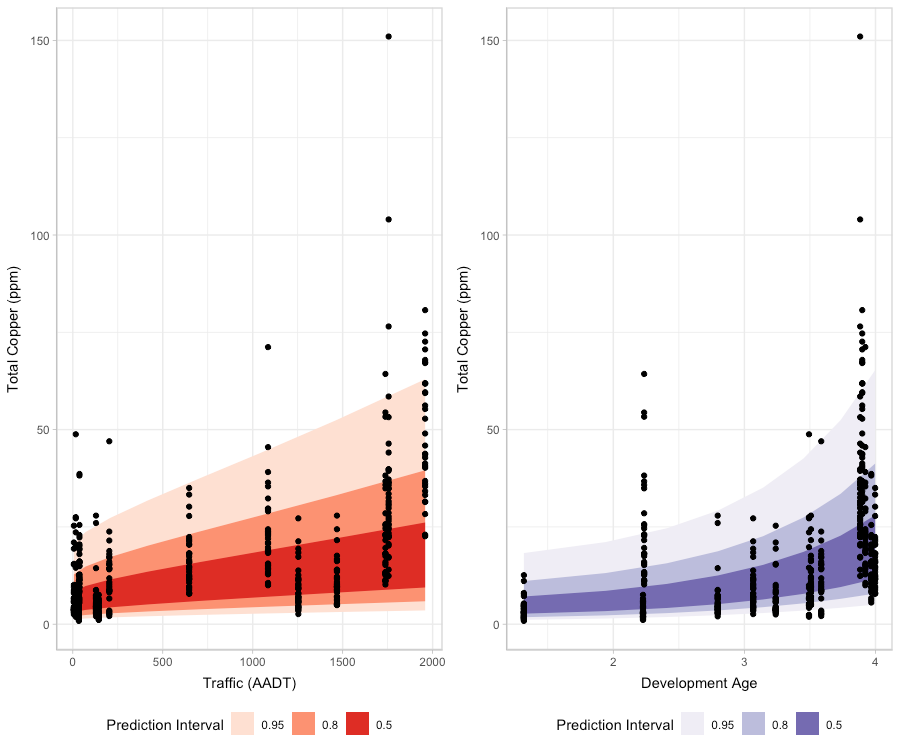 150
100
50
0
Total Copper (ppm)
0 500 1000 1500 2000
Traffic (AADT)
Prediction Interval 0.95 0.8 0.5
150
100
50
0
Total Copper (ppm)
2 3 4
Development Age
Prediction Interval 0.95 0.8 0.5